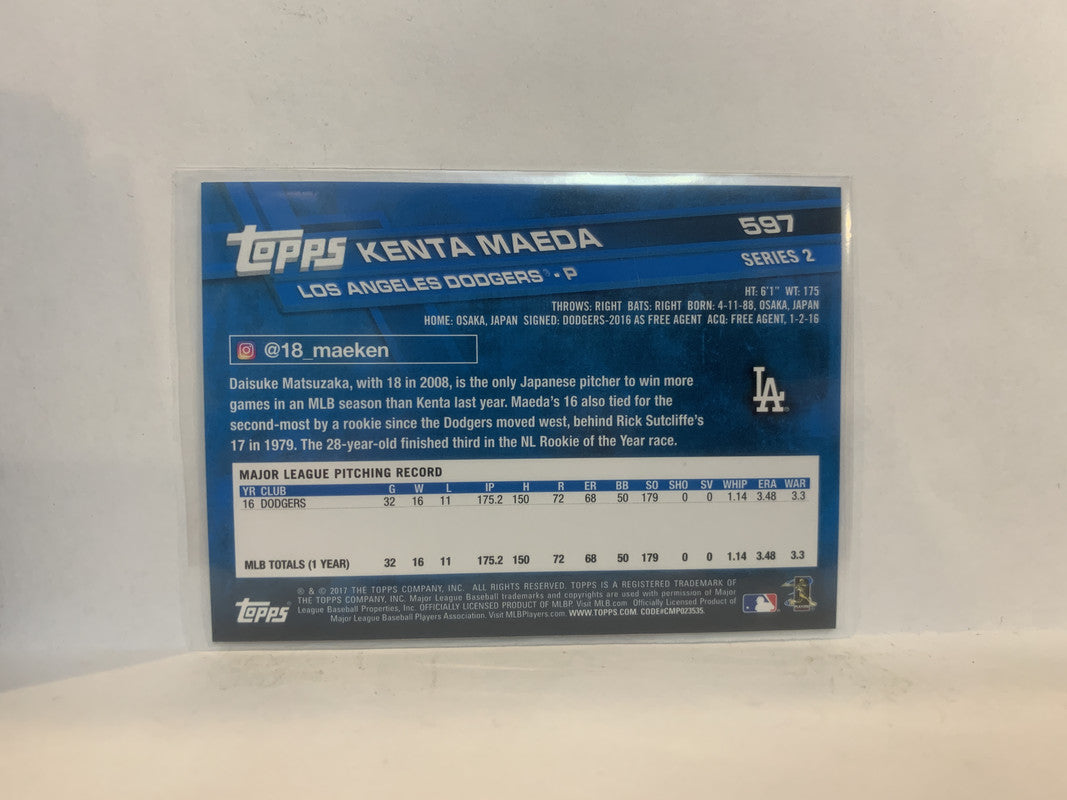 Topps KENTA MAEDA 597
LOS ANGELES DODGERS® - P SERIES 2
HT: 6'1" WT: 175
THROWS: RIGHT BATS: RIGHT BORN: 4-11-88, OSAKA, JAPAN
HOME: OSAKA, JAPAN SIGNED: DODGERS-2016 AS FREE AGENT ACQ: FREE AGENT, 1-2-16
@18_maeken
Daisuke Matsuzaka, with 18 in 2008, is the only Japanese pitcher to win more
games in an MLB season than Kenta last year. Maeda's 16 also tied for the
second-most by a rookie since the Dodgers moved west, behind Rick Sutcliffe's
17 in 1979. The 28-year-old finished third in the NL Rookie of the Year race.
LA
MAJOR LEAGUE PITCHING RECORD
YR CLUB G W L IP H R ER BB SO SHO SV WHIP ERA WAR
16 DODGERS 32 16 11 175.2 150 72 68 50 179 0 0 1.14 3.48 3.3
MLB TOTALS (1 YEAR) 32 16 11 175.2 150 72 68 50 179 0 0 1.14 3.48 3.3
® & © 2017 THE TOPPS COMPANY, INC. ALL RIGHTS RESERVED. TOPPS IS A REGISTERED TRADEMARK OF
THE TOPPS COMPANY, INC. Major League Baseball trademarks and copyrights are used with permission of Major
League Baseball Properties, Inc. OFFICIALLY LICENSED PRODUCT OF MLBP. Visit MLB.com Officially Licensed Product of
Major League Baseball Players Association. Visit MLBPlayers.com. WWW.TOPPS.COM. CODE#CMP023535.
Topps